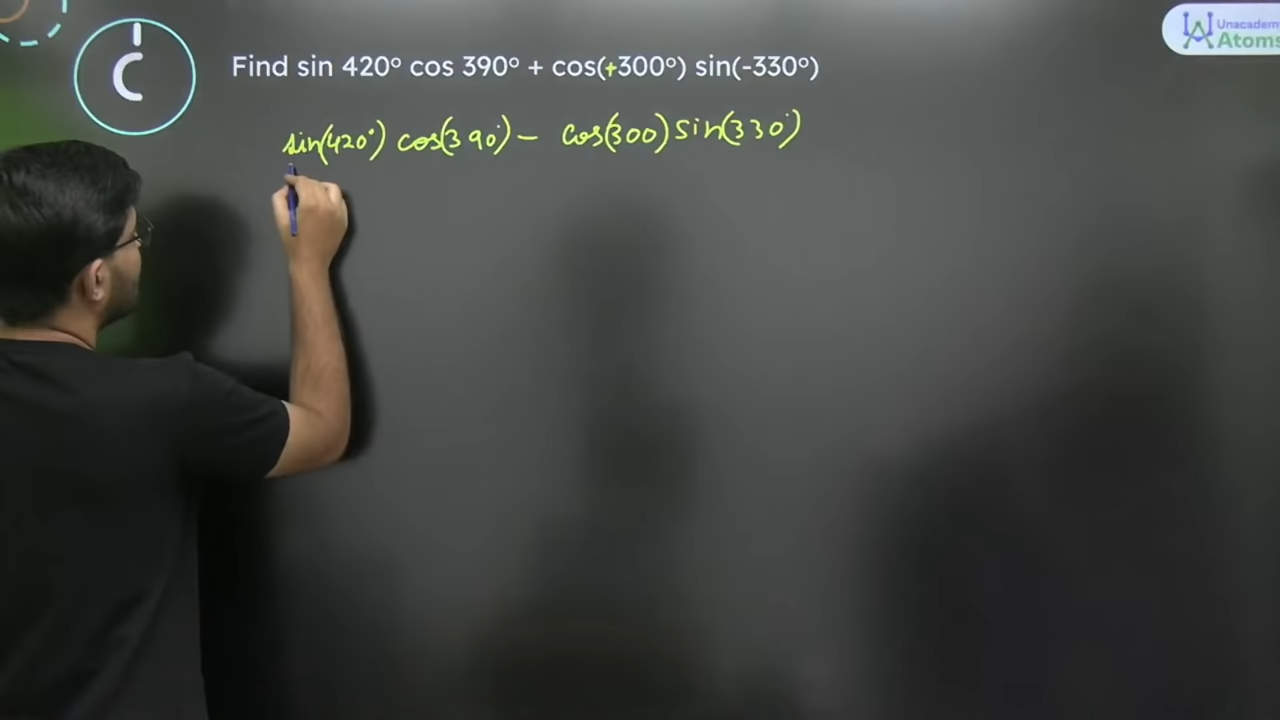 Unacademy
Atoms
Find sin 420° cos 390° + cos(+300°) sin(-330°)
sin(420°) cos(390°) - cos(300) sin(330°)